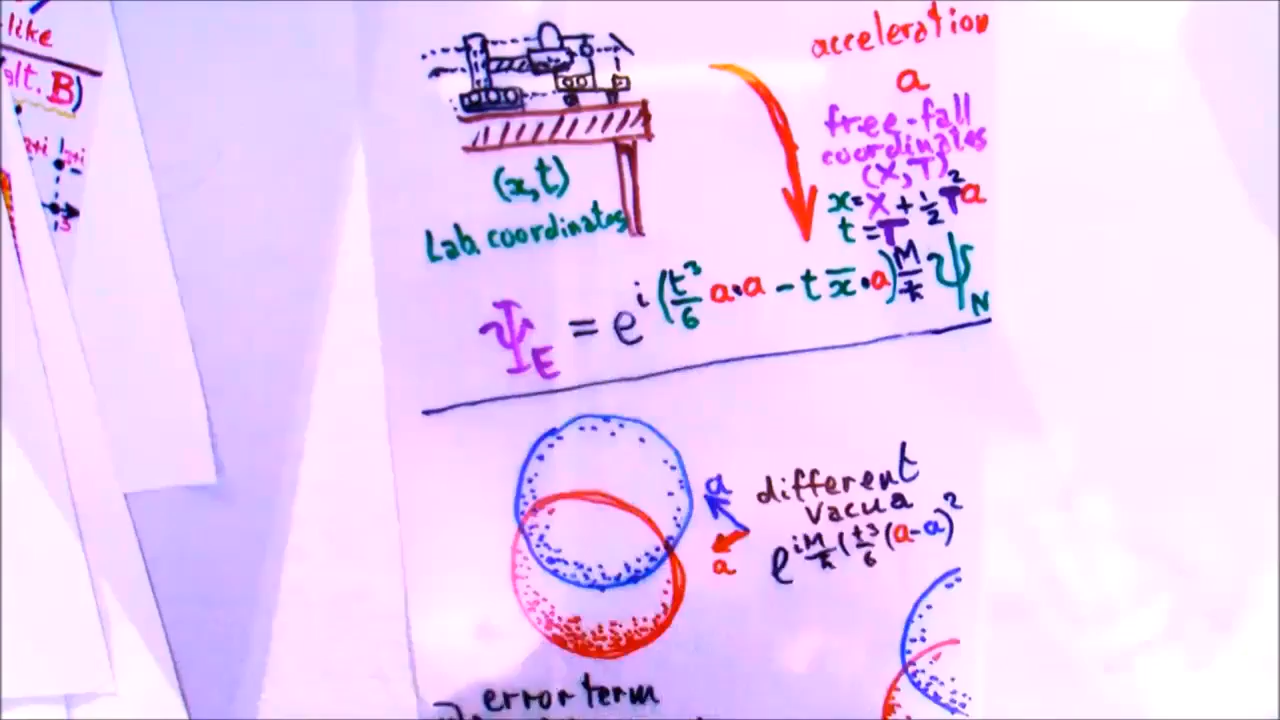 like
g(t. B)
acceleration
a
free-fall
coordinates
(X,T)
x = X + ½T²a
t = T
(x,t)
Lab. coordinates
Ψ_E = e^{i(t³/6 a•a − t x̄•a) M/ħ} ψ_N
different
vacua
e^{iM/ħ (t³/6 (a-a)²}
a
a
error term